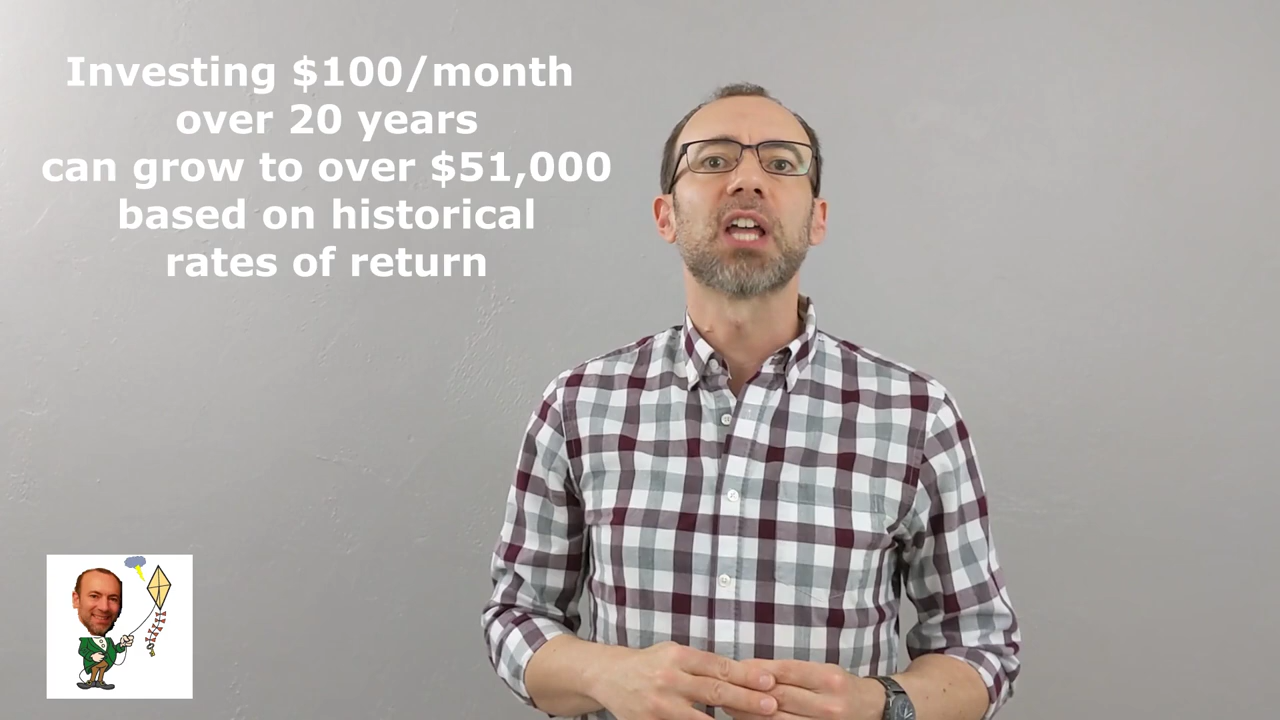 Investing $100/month
over 20 years
can grow to over $51,000
based on historical
rates of return